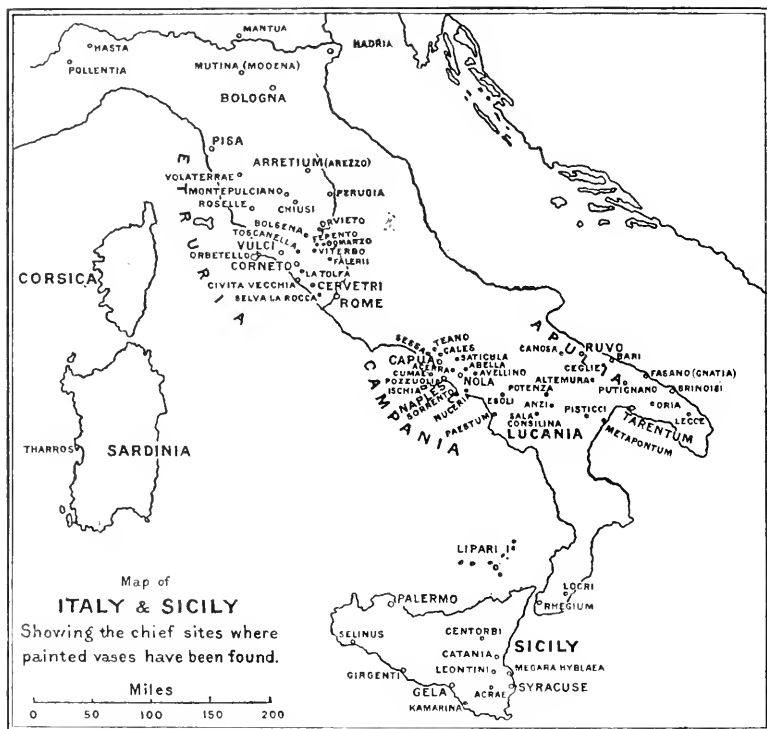 MANTUA
HASTA
HADRIA
POLLENTIA
MUTINA (MODENA)
BOLOGNA
PISA
ARRETIUM (AREZZO)
ETRURIA
VOLATERRAE
MONTEPULCIANO
PERUGIA
ROSELLE
CHIUSI
ORVIETO
BOLSENA
FEPENTO
TOSCANELLA
BOMARZO
VULCI
VITERBO
ORBETELLO
FALERII
CORNETO
LA TOLFA
CORSICA
CIVITA VECCHIA
CERVETRI
SELVA LA ROCCA
ROME
APULIA
SESSA
TEANO
CALES
CANOSA
RUVO
CAPUA
SATICULA
BARI
ACERRA
ABELLA
CEGLIE
CUMAE
AVELLINO
ALTEMURA
FASANO (GNATIA)
POZZUOLI
NOLA
PUTIGNANO
BRINDISI
ISCHIA
POTENZA
NAPLES
EBOLI
ORIA
SORRENTO
ANZI
LECCE
NUCERIA
SALA
CONSILINA
PISTICCI
TARENTUM
PAESTUM
LUCANIA
METAPONTUM
CAMPANIA
THARROS
SARDINIA
LIPARI I.
LOCRI
RHEGIUM
PALERMO
SELINUS
CENTORBI
SICILY
CATANIA
LEONTINI
MEGARA HYBLAEA
GIRGENTI
GELA
ACRAE
SYRACUSE
KAMARINA
Map of
ITALY & SICILY
Showing the chief sites where
painted vases have been found.
Miles
0 50 100 150 200